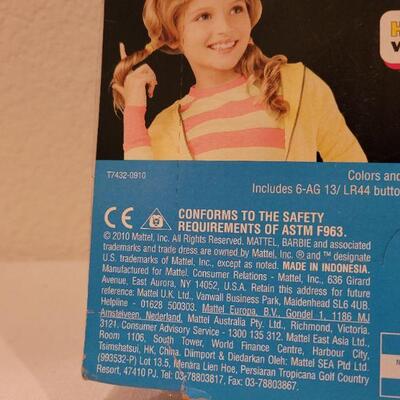 T7432-0910
Colors and
Includes 6-AG 13/ LR44 butto
CE
CONFORMS TO THE SAFETY
REQUIREMENTS OF ASTM F963.
© 2010 Mattel, Inc. All Rights Reserved. MATTEL, BARBIE and associated
trademarks and trade dress are owned by Mattel, Inc. ® and ™ designate
U.S. trademarks of Mattel, Inc., except as noted. MADE IN INDONESIA.
Manufactured for Mattel. Consumer Relations - Mattel, Inc., 636 Girard
Avenue, East Aurora, NY 14052, U.S.A. Retain this address for future
reference: Mattel U.K. Ltd., Vanwall Business Park, Maidenhead SL6 4UB.
Helpline - 01628 500303. Mattel Europa, B.V., Gondel 1, 1186 MJ
Amstelveen, Nederland, Mattel Australia Pty. Ltd., Richmond, Victoria.
3121. Consumer Advisory Service - 1300 135 312. Mattel East Asia Ltd.,
Room 1106, South Tower, World Finance Centre, Harbour City,
Tsimshatsui, HK, China. Diimport & Diedarkan Oleh: Mattel SEA Ptd Ltd.
(993532-P) Lot 13.5, Menara Lien Hoe, Persiaran Tropicana Golf Country
Resort, 47410 PJ. Tel: 03-78803817, Fax: 03-78803867.